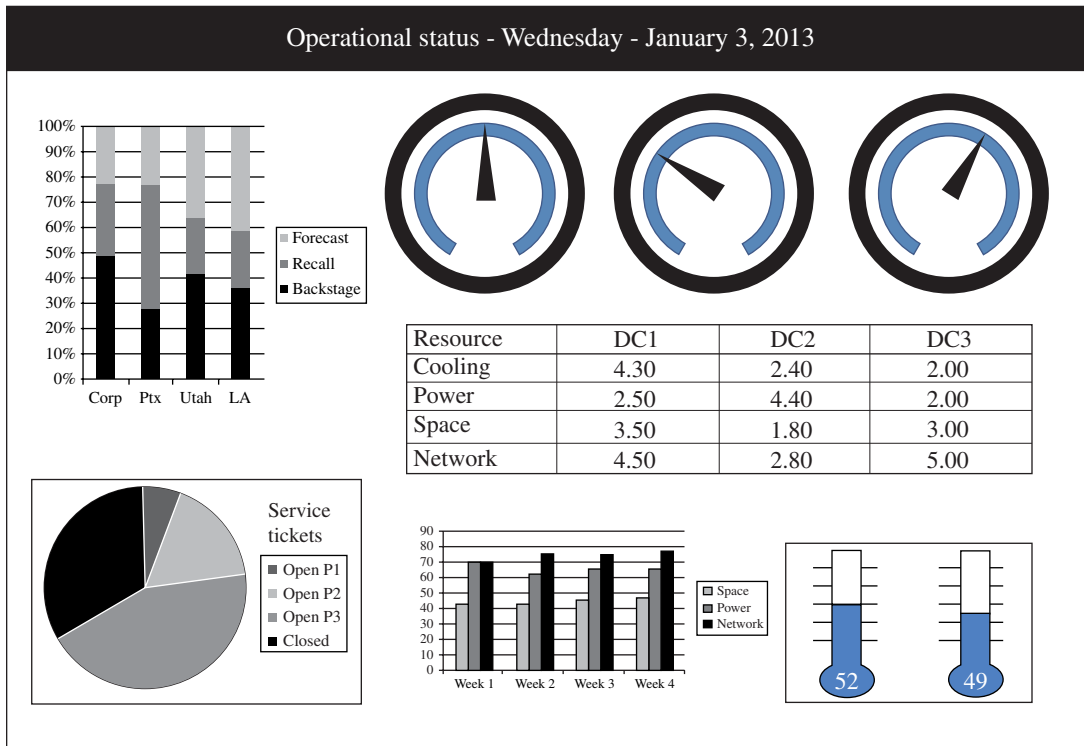 Operational status - Wednesday - January 3, 2013
100%
90%
80%
70%
60%
50%
40%
30%
20%
10%
0%
Corp Ptx Utah LA
Forecast
Recall
Backstage
Resource DC1 DC2 DC3
Cooling 4.30 2.40 2.00
Power 2.50 4.40 2.00
Space 3.50 1.80 3.00
Network 4.50 2.80 5.00
Service
tickets
Open P1
Open P2
Open P3
Closed
90
80
70
60
50
40
30
20
10
0
Week 1 Week 2 Week 3 Week 4
Space
Power
Network
52 49